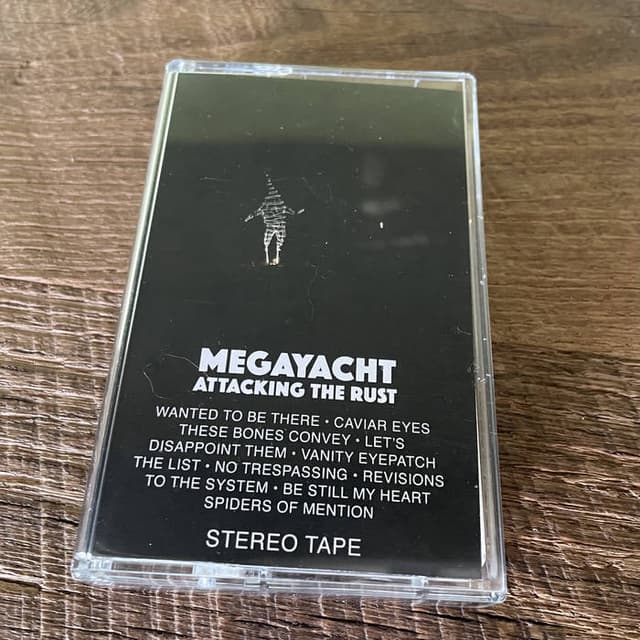 MEGAYACHT
ATTACKING THE RUST
WANTED TO BE THERE • CAVIAR EYES
THESE BONES CONVEY • LET'S
DISAPPOINT THEM • VANITY EYEPATCH
THE LIST • NO TRESPASSING • REVISIONS
TO THE SYSTEM • BE STILL MY HEART
SPIDERS OF MENTION
STEREO TAPE